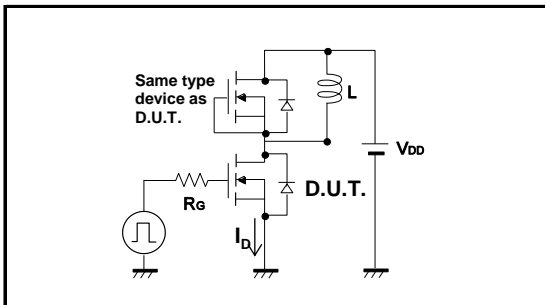 Same type
device as
D.U.T.
L
VDD
D.U.T.
RG
ID